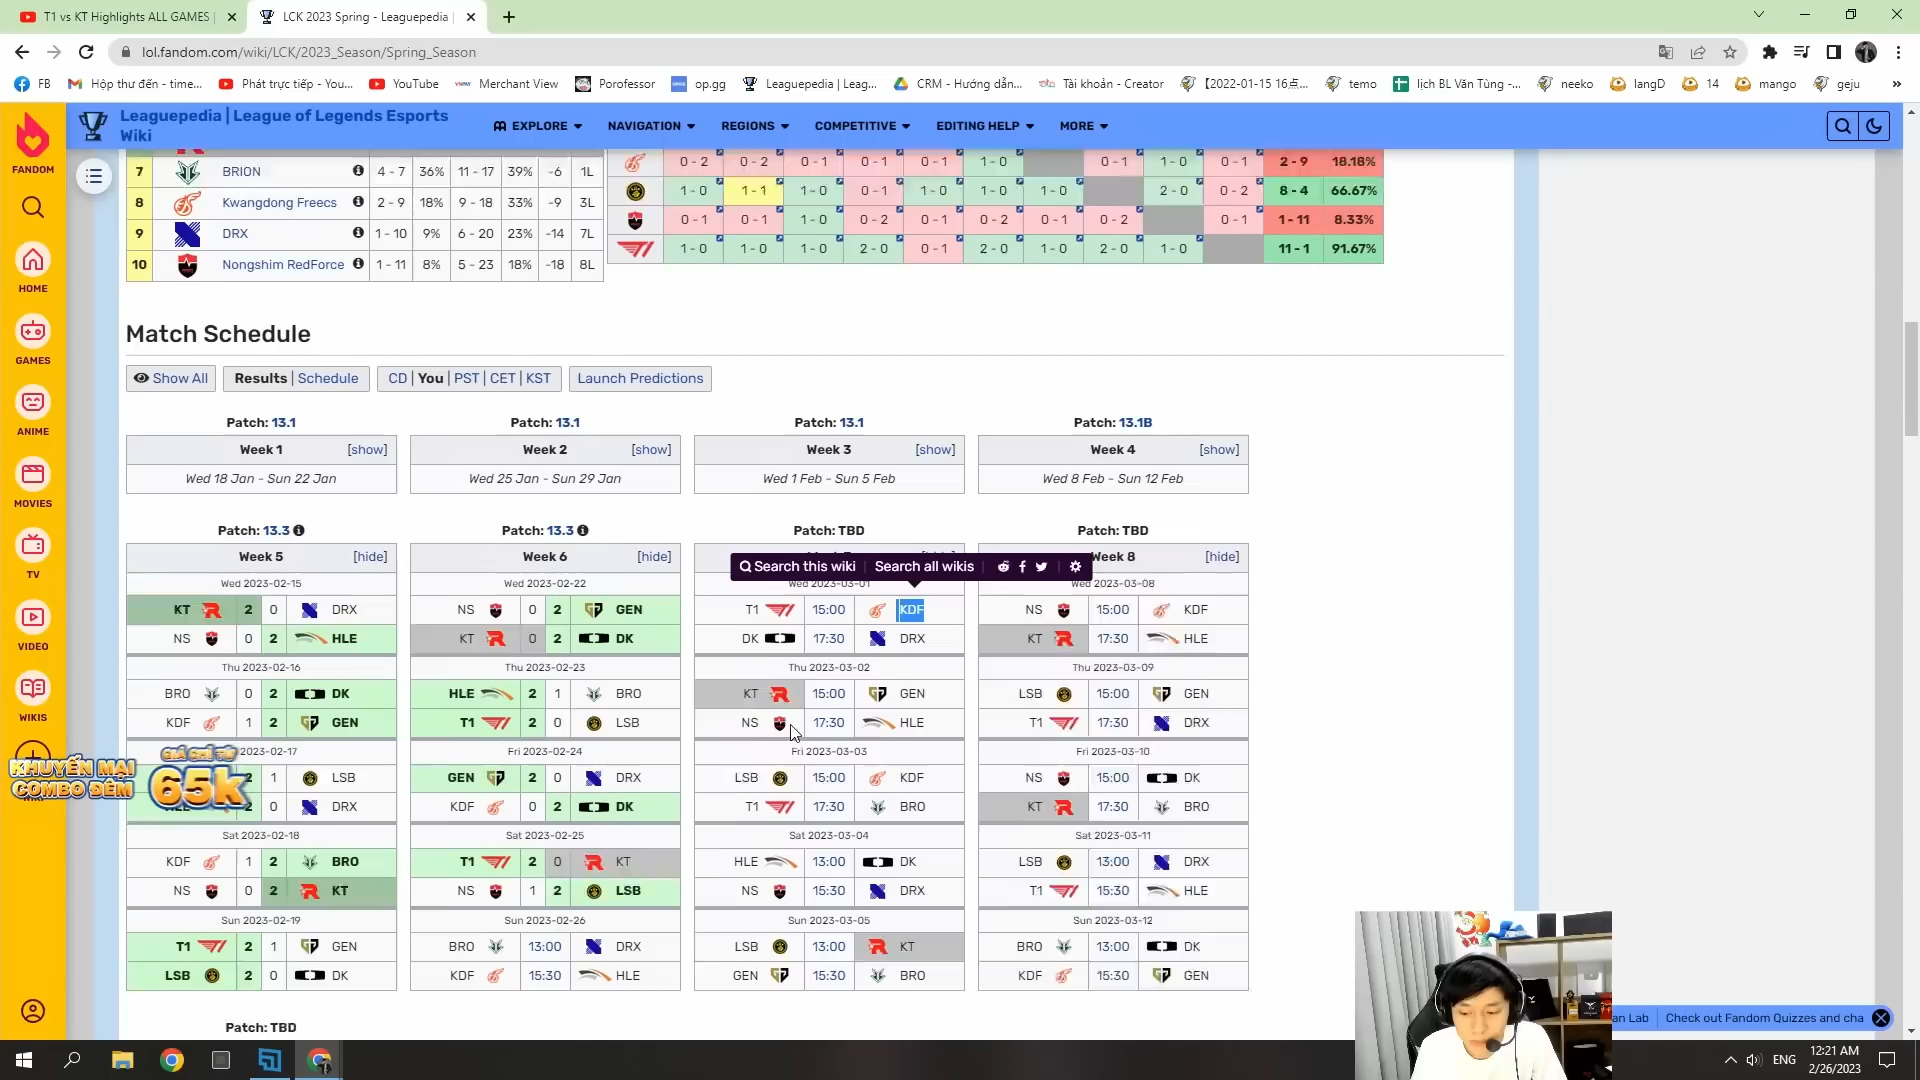 T1 vs KT Highlights ALL GAMES
LCK 2023 Spring - Leaguepedia |
lol.fandom.com/wiki/LCK/2023_Season/Spring_Season
FB
Hộp thư đến - time...
Phát trực tiếp - You...
YouTube
Merchant View
Porofessor
op.gg
Leaguepedia | Leag...
CRM - Hướng dẫn...
Tài khoản - Creator
【2022-01-15 16点...
temo
lịch BL Văn Tùng -...
neeko
langD
14
mango
geju
»
FANDOM
HOME
GAMES
ANIME
MOVIES
TV
VIDEO
WIKIS
Leaguepedia | League of Legends Esports
Wiki
EXPLORE
NAVIGATION
REGIONS
COMPETITIVE
EDITING HELP
MORE
7 BRION 4 - 7 36% 11 - 17 39% -6 1L
8 Kwangdong Freecs 2 - 9 18% 9 - 18 33% -9 3L
9 DRX 1 - 10 9% 6 - 20 23% -14 7L
10 Nongshim RedForce 1 - 11 8% 5 - 23 18% -18 8L
0 - 2 0 - 2 0 - 1 0 - 1 0 - 1 1 - 0 0 - 1 1 - 0 0 - 1 2 - 9 18.18%
1 - 0 1 - 1 1 - 0 0 - 1 1 - 0 1 - 0 1 - 0 2 - 0 0 - 2 8 - 4 66.67%
0 - 1 0 - 1 1 - 0 0 - 2 0 - 1 0 - 2 0 - 1 0 - 2 0 - 1 1 - 11 8.33%
1 - 0 1 - 0 1 - 0 2 - 0 0 - 1 2 - 0 1 - 0 2 - 0 1 - 0 11 - 1 91.67%
Match Schedule
Show All
Results | Schedule
CD | You | PST | CET | KST
Launch Predictions
Patch: 13.1
Week 1 [show]
Wed 18 Jan - Sun 22 Jan
Patch: 13.1
Week 2 [show]
Wed 25 Jan - Sun 29 Jan
Patch: 13.1
Week 3 [show]
Wed 1 Feb - Sun 5 Feb
Patch: 13.1B
Week 4 [show]
Wed 8 Feb - Sun 12 Feb
Patch: 13.3
Week 5 [hide]
Wed 2023-02-15
KT 2 0 DRX
NS 0 2 HLE
Thu 2023-02-16
BRO 0 2 DK
KDF 1 2 GEN
2023-02-17
2 1 LSB
2 0 DRX
Sat 2023-02-18
KDF 1 2 BRO
NS 0 2 KT
Sun 2023-02-19
T1 2 1 GEN
LSB 2 0 DK
Patch: 13.3
Week 6 [hide]
Wed 2023-02-22
NS 0 2 GEN
KT 0 2 DK
Thu 2023-02-23
HLE 2 1 BRO
T1 2 0 LSB
Fri 2023-02-24
GEN 2 0 DRX
KDF 0 2 DK
Sat 2023-02-25
T1 2 0 KT
NS 1 2 LSB
Sun 2023-02-26
BRO 13:00 DRX
KDF 15:30 HLE
Patch: TBD
Search this wiki Search all wikis
Wed 2023-03-01
T1 15:00 KDF
DK 17:30 DRX
Thu 2023-03-02
KT 15:00 GEN
NS 17:30 HLE
Fri 2023-03-03
LSB 15:00 KDF
T1 17:30 BRO
Sat 2023-03-04
HLE 13:00 DK
NS 15:30 DRX
Sun 2023-03-05
LSB 13:00 KT
GEN 15:30 BRO
Patch: TBD
Week 8 [hide]
Wed 2023-03-08
NS 15:00 KDF
KT 17:30 HLE
Thu 2023-03-09
LSB 15:00 GEN
T1 17:30 DRX
Fri 2023-03-10
NS 15:00 DK
KT 17:30 BRO
Sat 2023-03-11
LSB 13:00 DRX
T1 15:30 HLE
Sun 2023-03-12
BRO 13:00 DK
KDF 15:30 GEN
Patch: TBD
KHUYẾN MẠI
COMBO ĐÊM
GIÁ CHỈ TỪ
65k
an Lab
Check out Fandom Quizzes and cha
ENG
12:21 AM
2/26/2023